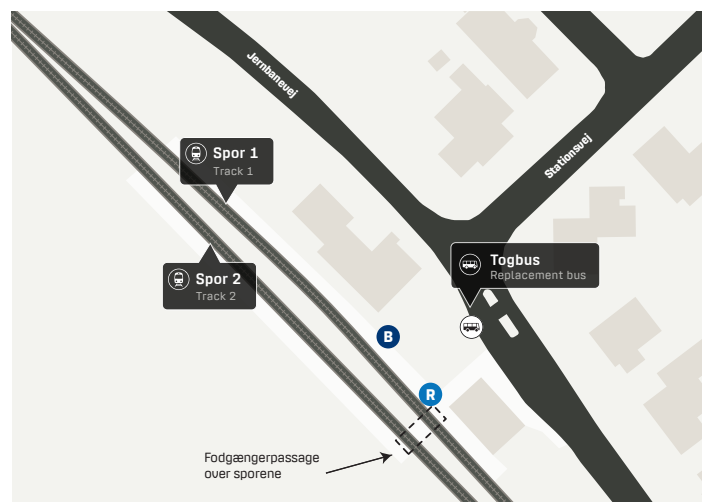 Jernbanevej
Stationsvej
Spor 1
Track 1
Togbus
Replacement bus
Spor 2
Track 2
B
R
Fodgængerpassage
over sporene